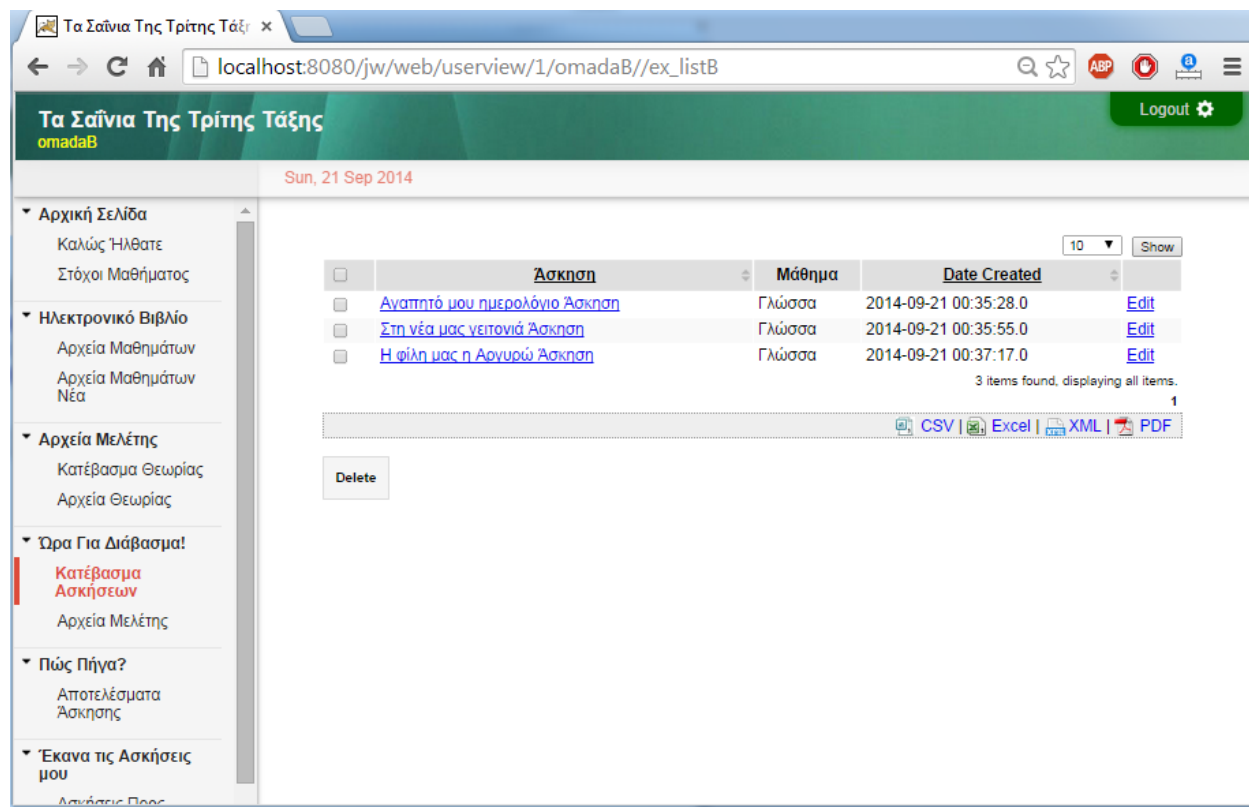 Τα Σαΐνια Της Τρίτης Τάξη
localhost:8080/jw/web/userview/1/omadaB//ex_listB
ABP
a
Τα Σαΐνια Της Τρίτης Τάξης
Logout
omadaB
Sun, 21 Sep 2014
Αρχική Σελίδα
Καλώς Ήλθατε
Στόχοι Μαθήματος
Ηλεκτρονικό Βιβλίο
Αρχεία Μαθημάτων
Αρχεία Μαθημάτων
Νέα
Αρχεία Μελέτης
Κατέβασμα Θεωρίας
Αρχεία Θεωρίας
Ώρα Για Διάβασμα!
Κατέβασμα
Ασκήσεων
Αρχεία Μελέτης
Πώς Πήγα?
Αποτελέσματα
Άσκησης
Έκανα τις Ασκήσεις
μου
Ασκήσεις Προς
10 Show
Άσκηση Μάθημα Date Created
Αγαπητό μου ημερολόγιο Άσκηση Γλώσσα 2014-09-21 00:35:28.0 Edit
Στη νέα μας γειτονιά Άσκηση Γλώσσα 2014-09-21 00:35:55.0 Edit
Η φίλη μας η Αργυρώ Άσκηση Γλώσσα 2014-09-21 00:37:17.0 Edit
3 items found, displaying all items.
1
CSV | Excel | XML | PDF
Delete